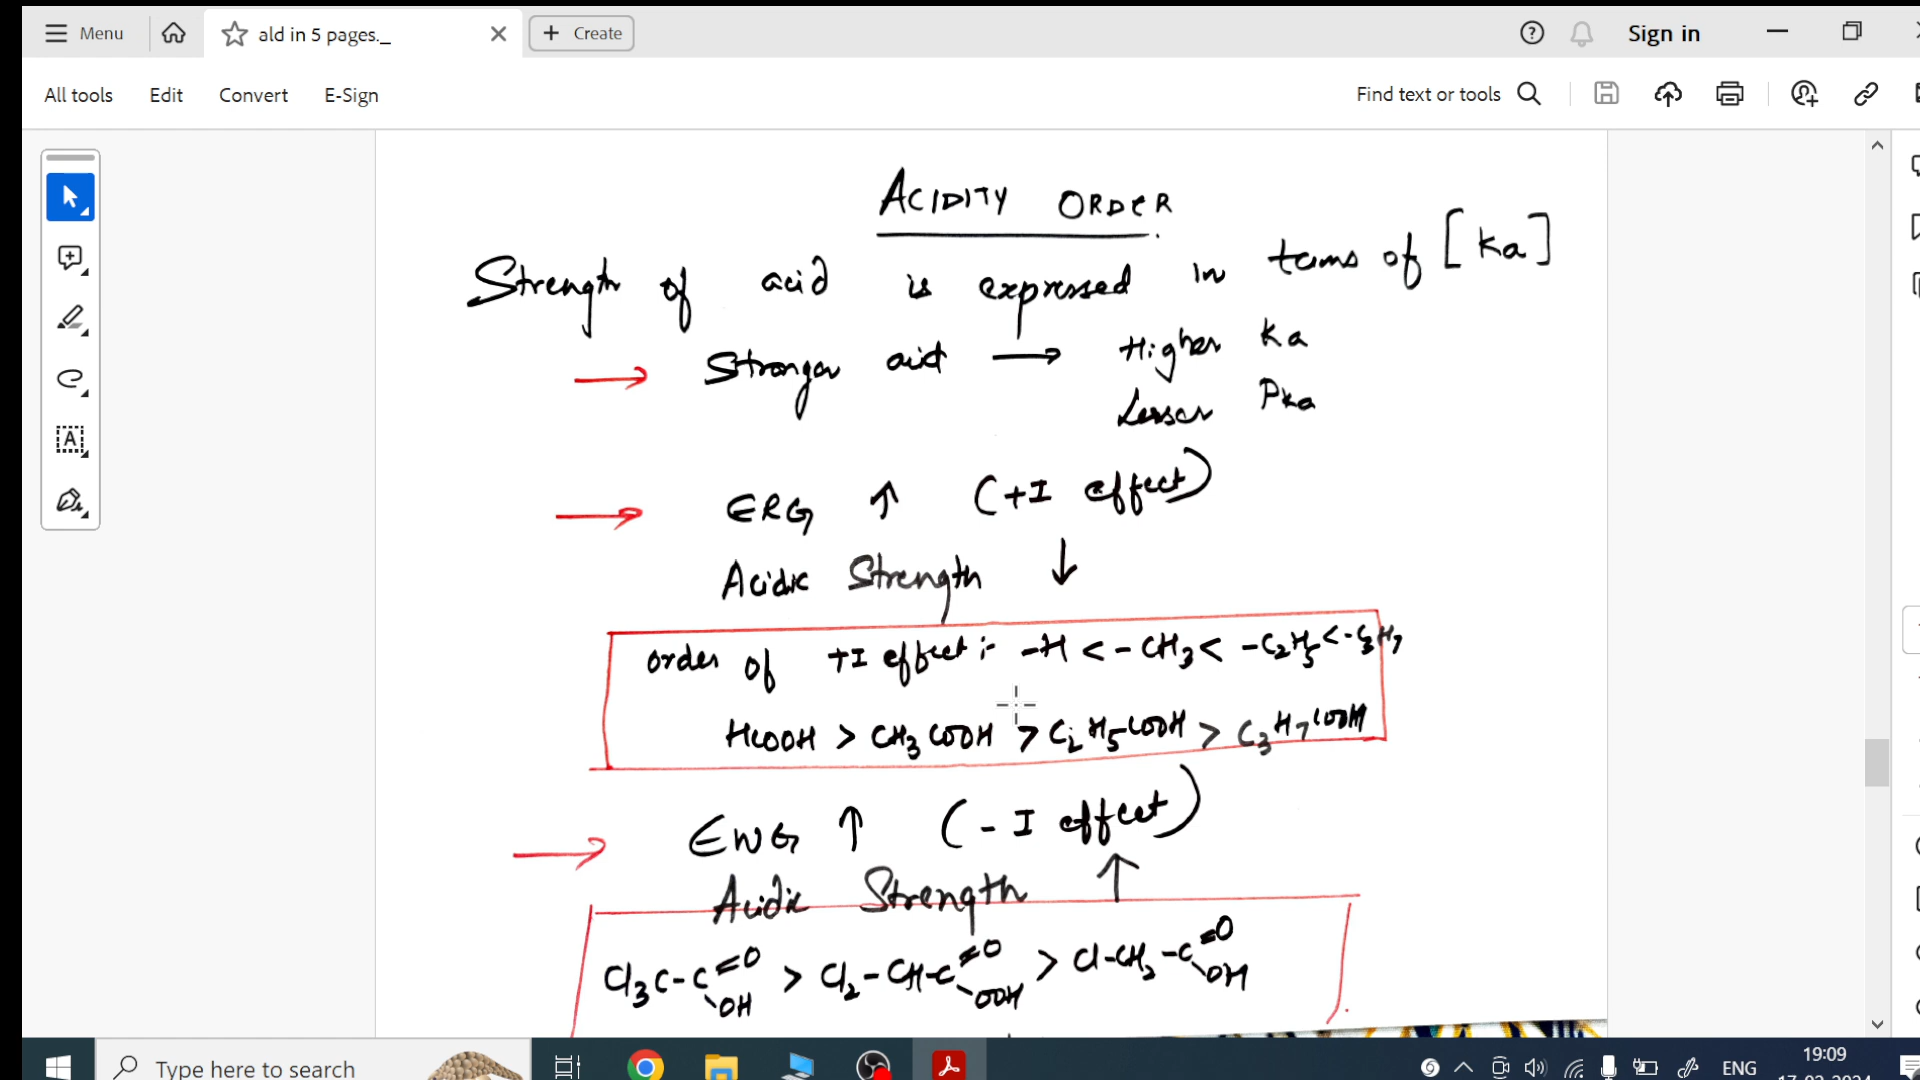 Menu
ald in 5 pages._
+ Create
Sign in
All tools Edit Convert E-Sign
Find text or tools
ACIDITY ORDER
Strength of acid is expressed in terms of [Ka]
→ Stronger acid → Higher Ka
Lesser Pka
→ ERG ↑ (+I effect)
Acidic Strength ↓
order of +I effect :- -H < -CH3 < -C2H5 < -C3H7
HCOOH > CH3COOH > C2H5COOH > C3H7COOH
→ EWG ↑ (-I effect)
Acidic Strength ↑
Cl3C-C=O OH > Cl2-CH-C=O OOH > Cl-CH2-C=O OH
Type here to search
ENG
19:09